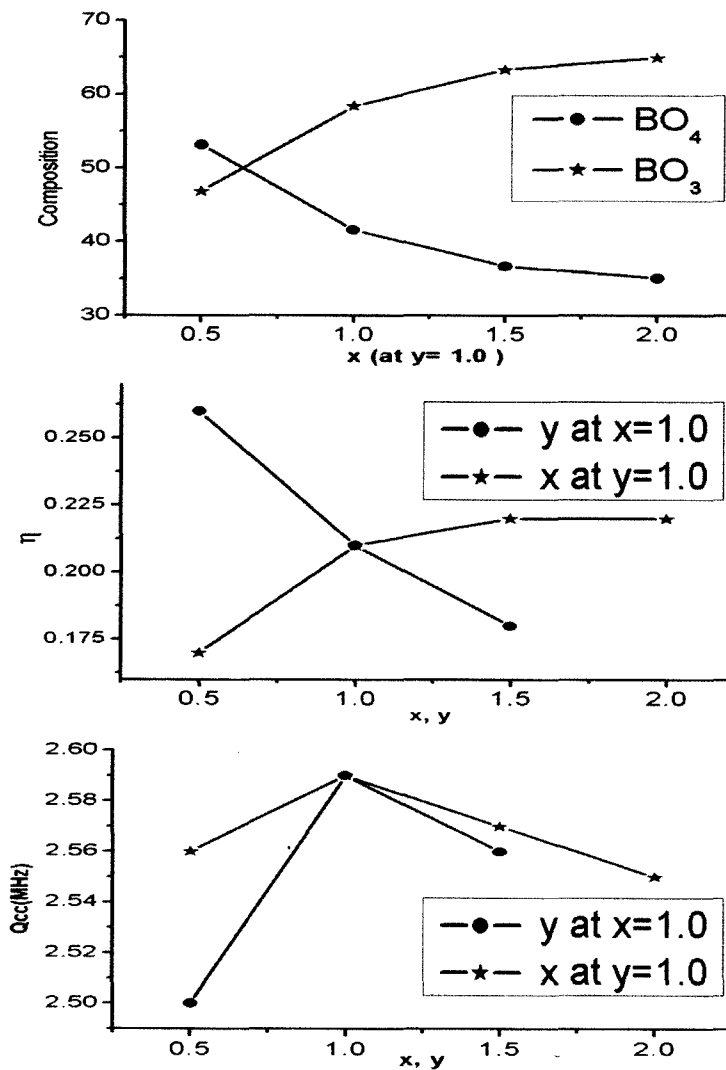 70
60
50
40
30
Composition
BO₄
BO₃
0.5 1.0 1.5 2.0
x (at y= 1.0 )
0.250
0.225
0.200
0.175
η
y at x=1.0
x at y=1.0
0.5 1.0 1.5 2.0
x, y
2.60
2.58
2.56
2.54
2.52
2.50
Qcc(MHz)
y at x=1.0
x at y=1.0
0.5 1.0 1.5 2.0
x, y